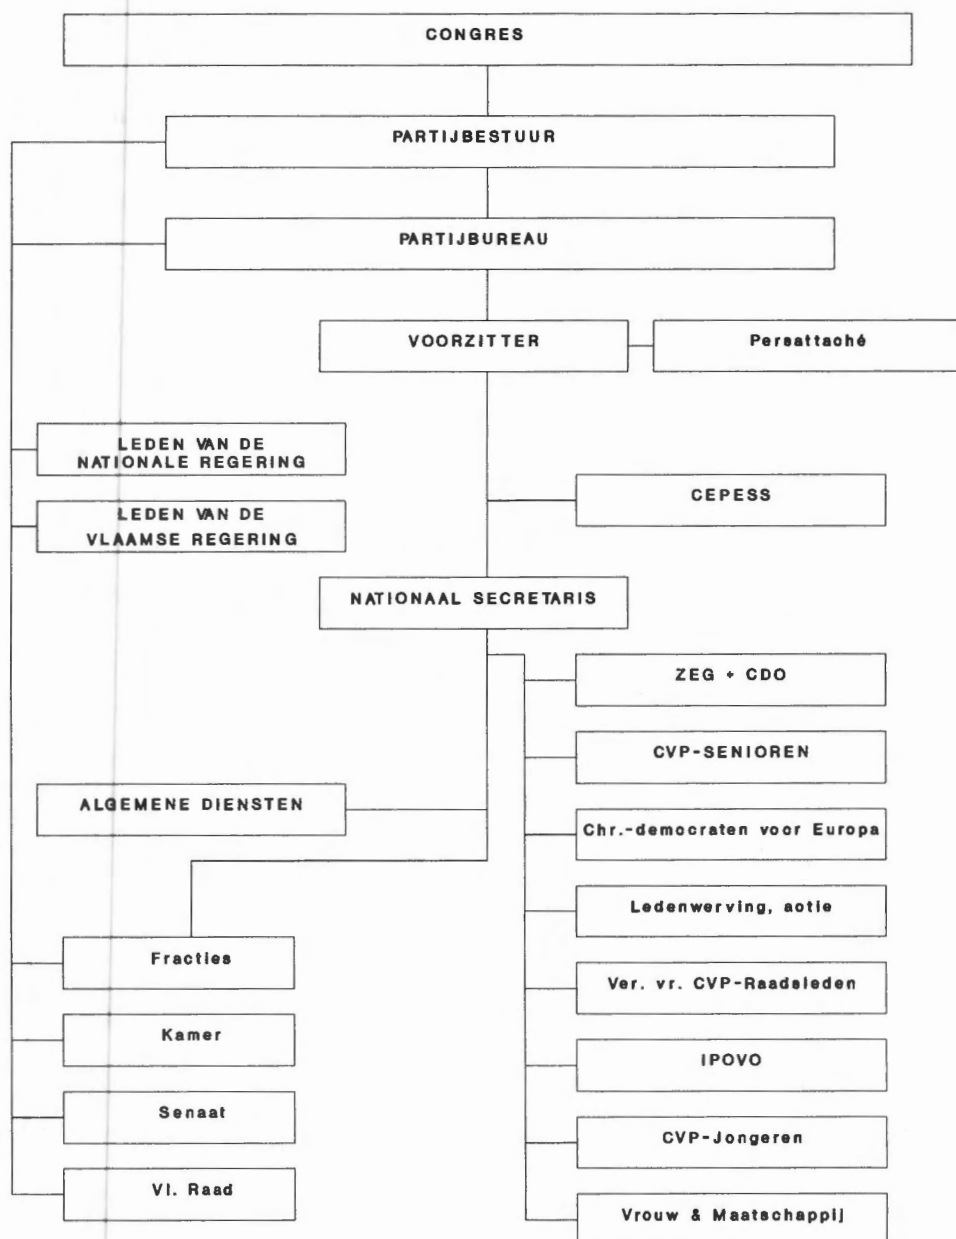 CONGRES
PARTIJBESTUUR
PARTIJBUREAU
VOORZITTER
Persattaché
LEDEN VAN DE
NATIONALE REGERING
CEPESS
LEDEN VAN DE
VLAAMSE REGERING
NATIONAAL SECRETARIS
ZEG + CDO
CVP-SENIOREN
ALGEMENE DIENSTEN
Chr.-democraten voor Europa
Ledenwerving, actie
Fracties
Ver. vr. CVP-Raadsleden
Kamer
IPOVO
Senaat
CVP-Jongeren
Vl. Raad
Vrouw & Maatschappij